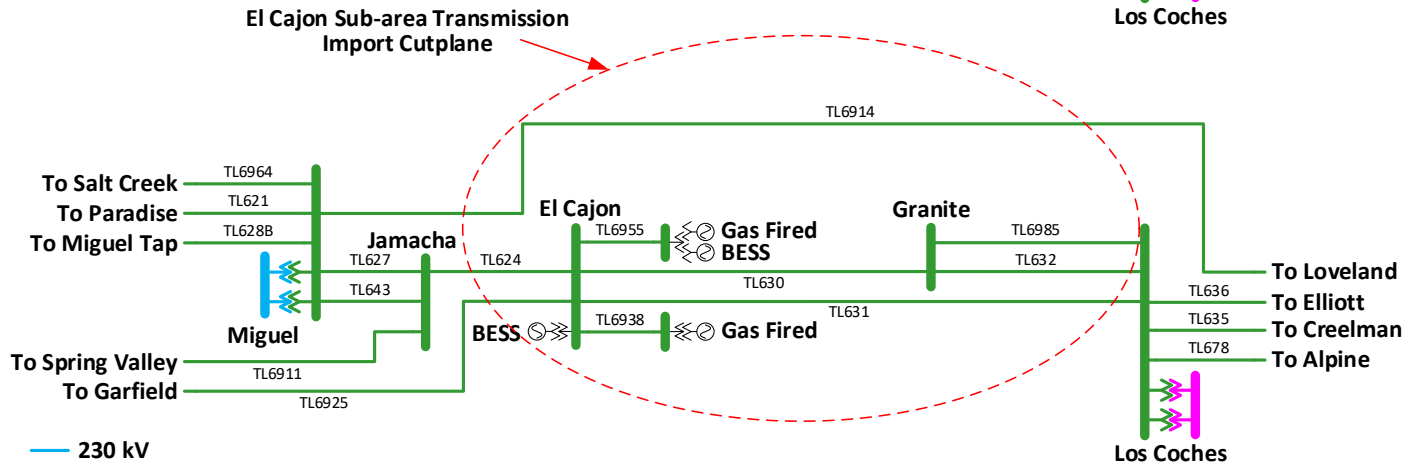 Los Coches
El Cajon Sub-area Transmission
Import Cutplane
TL6914
To Salt Creek
TL6964
To Paradise
TL621
To Miguel Tap
TL628B
El Cajon
Granite
Jamacha
TL6955
Gas Fired
BESS
TL6985
TL627
TL624
TL630
TL632
To Loveland
TL643
TL631
TL636
To Elliott
Miguel
BESS
TL6938
Gas Fired
TL635
To Creelman
To Spring Valley
TL6911
TL678
To Alpine
To Garfield
TL6925
230 kV
Los Coches